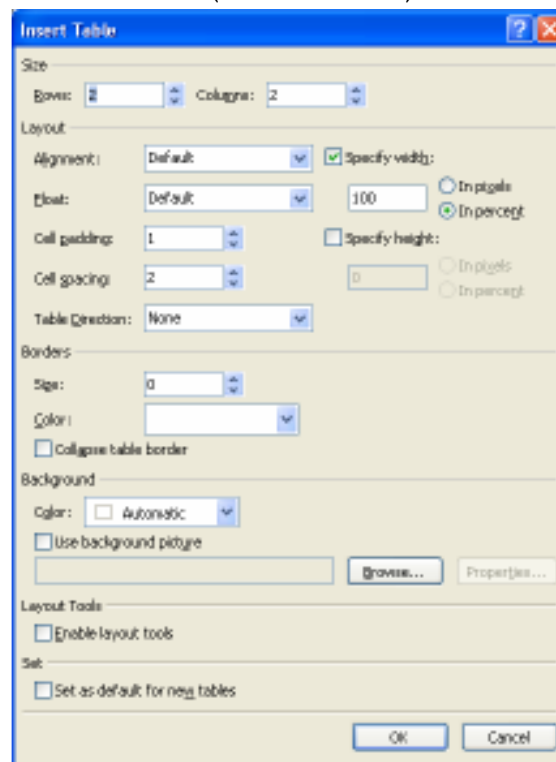 Insert Table
Size
Rows: 2 Columns: 2
Layout
Alignment: Default Specify width:
Float: Default 100 In pixels
In percent
Cell padding: 1 Specify height:
Cell spacing: 2 0 In pixels
In percent
Table Direction: None
Borders
Size: 0
Color:
Collapse table border
Background
Color: Automatic
Use background picture
Browse... Properties...
Layout Tools
Enable layout tools
Set
Set as default for new tables
OK Cancel